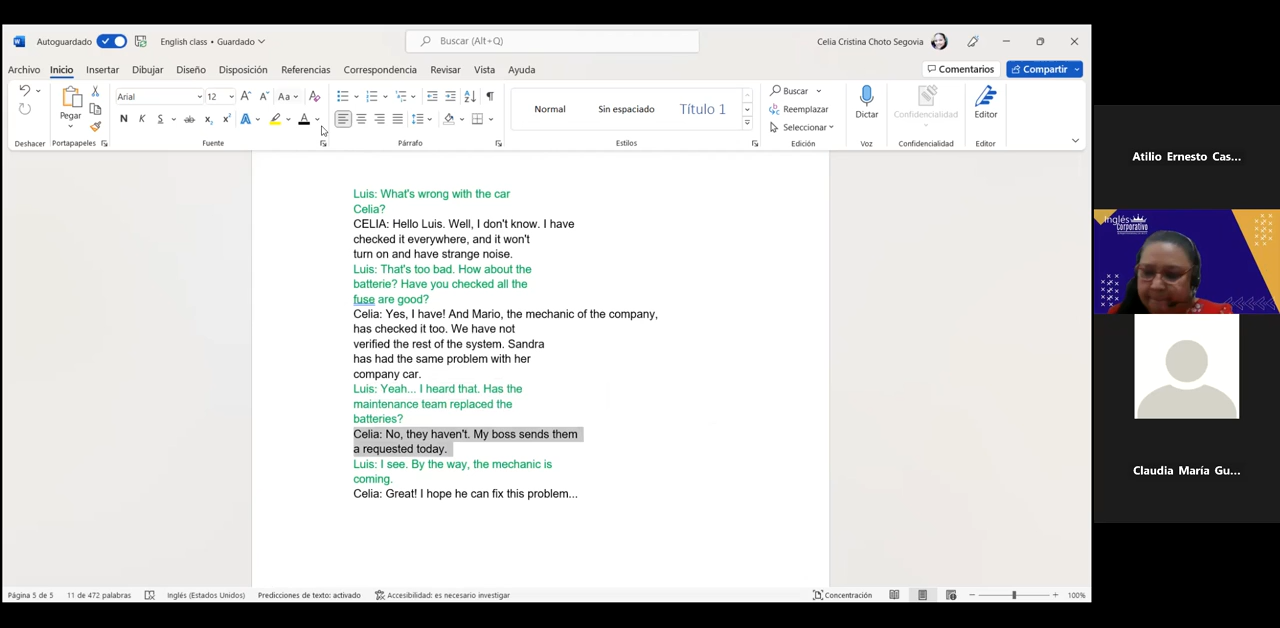 Autoguardado
English class • Guardado
Buscar (Alt+Q)
Celia Cristina Choto Segovia
Archivo Inicio Insertar Dibujar Diseño Disposición Referencias Correspondencia Revisar Vista Ayuda
Comentarios
Compartir
Pegar
Arial
12
Aa
N K S ab x₂ x² A A
Normal
Sin espaciado
Título 1
Buscar
Reemplazar
Seleccionar
Dictar
Confidencialidad
Editor
Deshacer Portapapeles Fuente Párrafo Estilos Edición Voz Confidencialidad Editor
Luis: What's wrong with the car
Celia?
CELIA: Hello Luis. Well, I don't know. I have
checked it everywhere, and it won't
turn on and have strange noise.
Luis: That's too bad. How about the
batterie? Have you checked all the
fuse are good?
Celia: Yes, I have! And Mario, the mechanic of the company,
has checked it too. We have not
verified the rest of the system. Sandra
has had the same problem with her
company car.
Luis: Yeah... I heard that. Has the
maintenance team replaced the
batteries?
Celia: No, they haven't. My boss sends them
a requested today.
Luis: I see. By the way, the mechanic is
coming.
Celia: Great! I hope he can fix this problem...
Página 5 de 5 11 de 472 palabras Inglés (Estados Unidos) Predicciones de texto: activado Accesibilidad: es necesario investigar Concentración 100%
Atilio Ernesto Cas...
Inglés
Corporativo
Claudia María Gu...